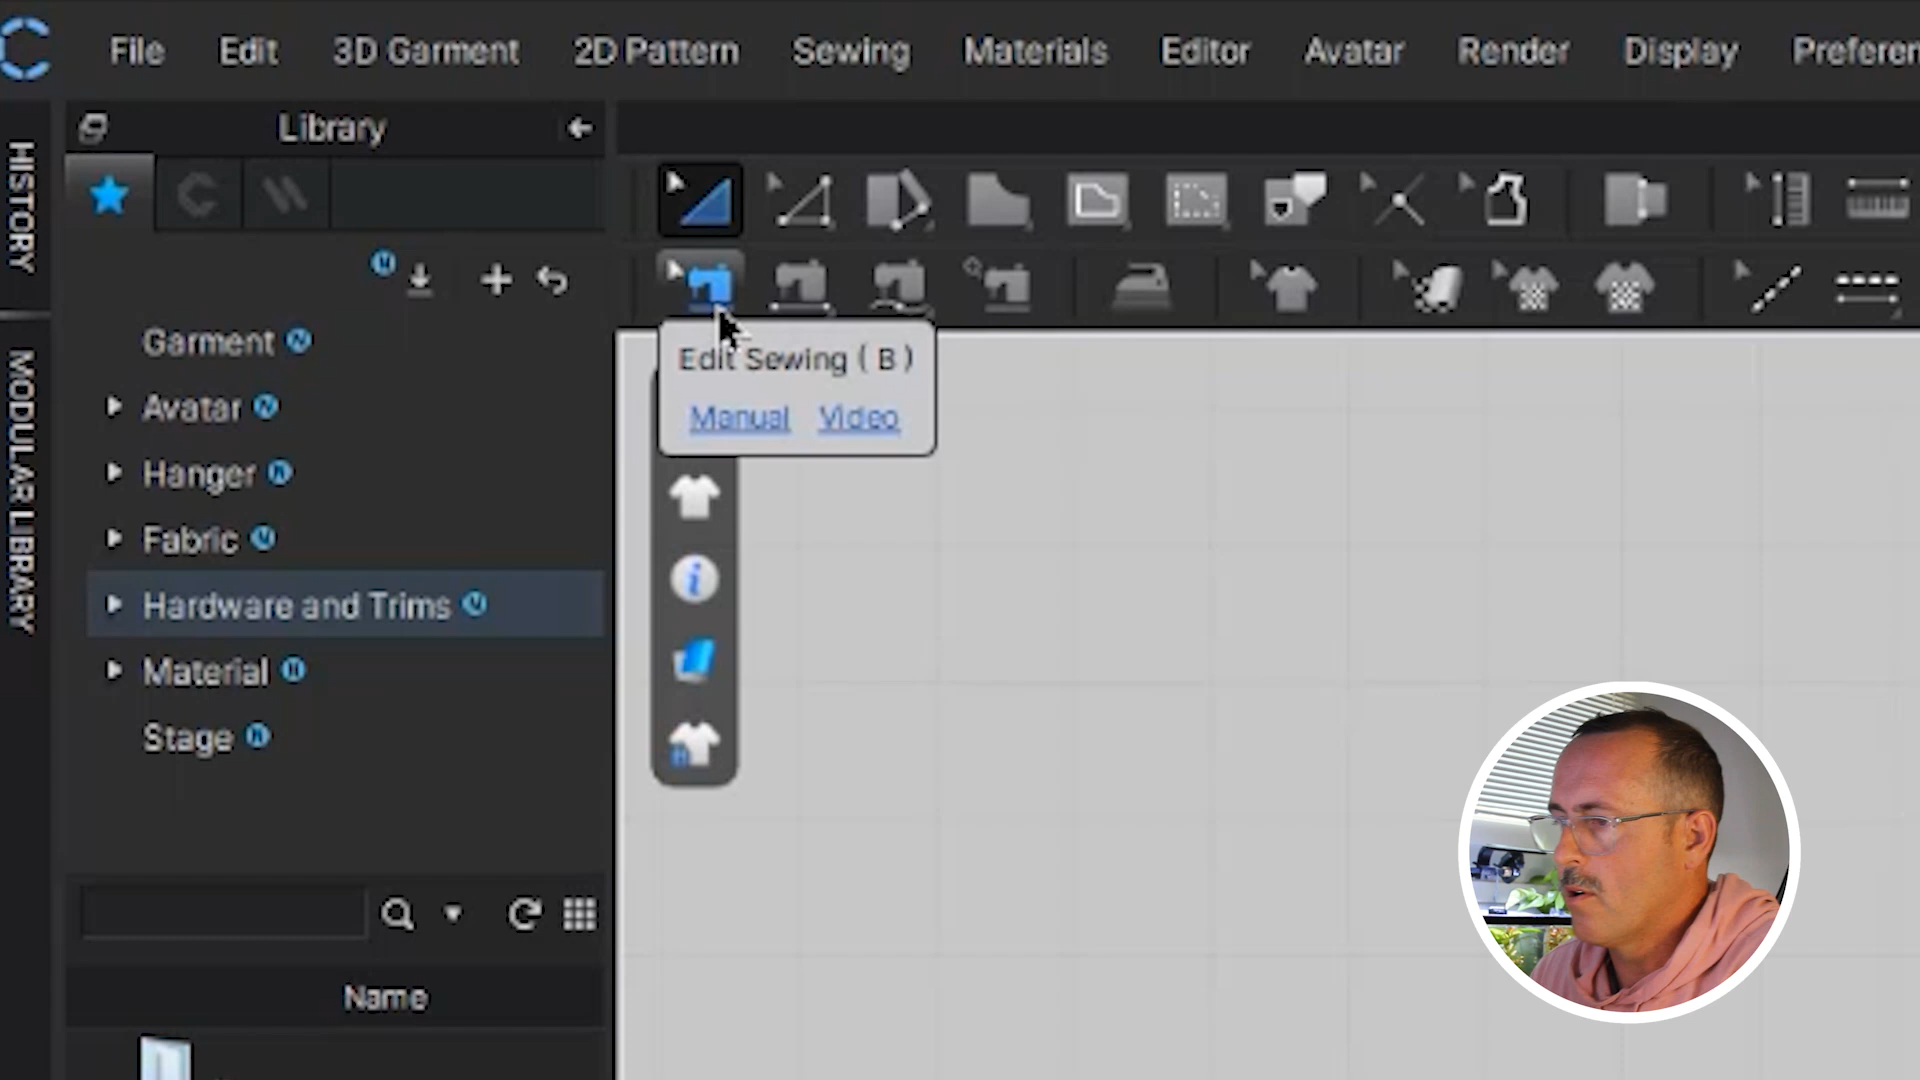 File Edit 3D Garment 2D Pattern Sewing Materials Editor Avatar Render Display Preferen
HISTORY
MODULAR LIBRARY
Library
Garment
Avatar
Hanger
Fabric
Hardware and Trims
Material
Stage
Name
Edit Sewing ( B )
Manual Video